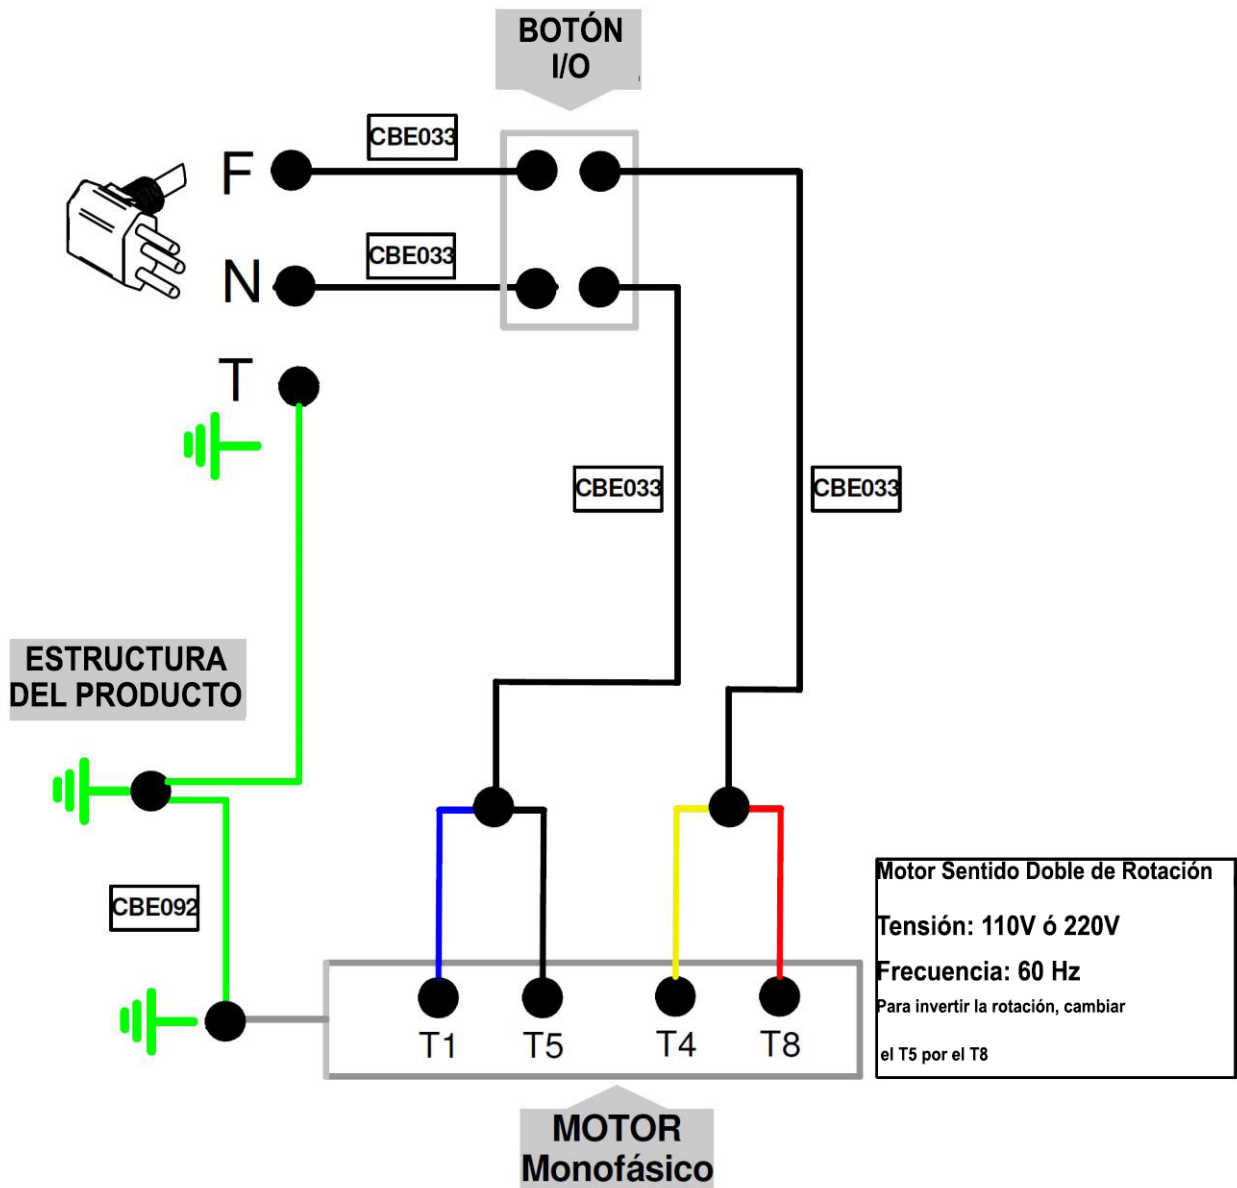 BOTÓN
I/O
CBE033
F
CBE033
N
T
CBE033
CBE033
ESTRUCTURA
DEL PRODUCTO
CBE092
Motor Sentido Doble de Rotación
Tensión: 110V ó 220V
Frecuencia: 60 Hz
Para invertir la rotación, cambiar
el T5 por el T8
T1
T5
T4
T8
MOTOR
Monofásico